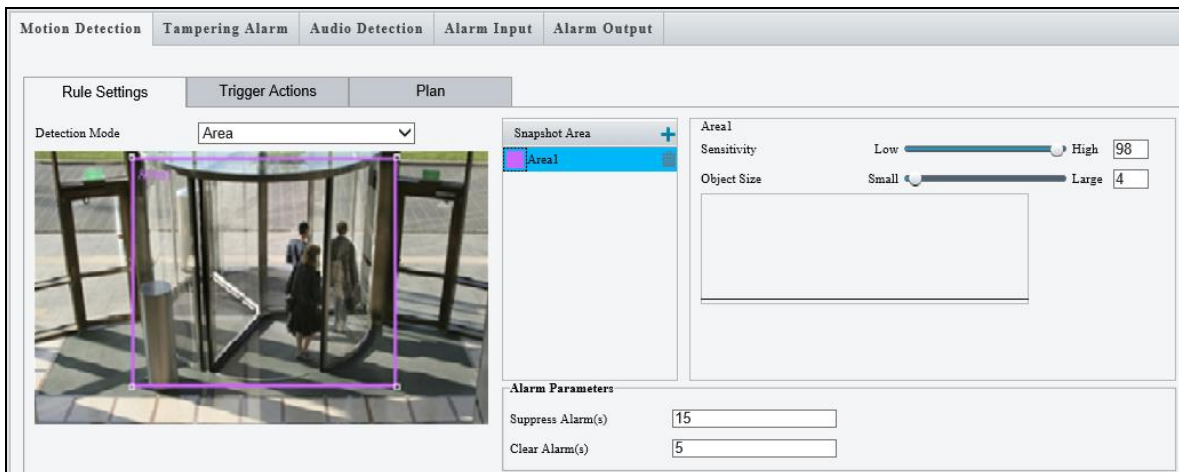 Motion Detection Tampering Alarm Audio Detection Alarm Input Alarm Output
Rule Settings Trigger Actions Plan
Detection Mode Area
Area1
Snapshot Area +
Area1
Area1
Sensitivity Low High 98
Object Size Small Large 4
Alarm Parameters
Suppress Alarm(s) 15
Clear Alarm(s) 5